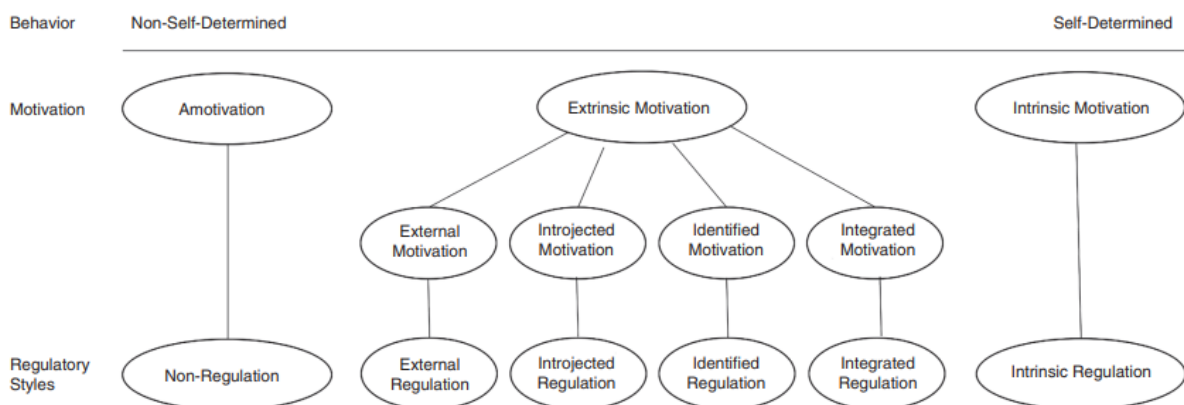 Behavior Non-Self-Determined Self-Determined
Motivation Amotivation Extrinsic Motivation Intrinsic Motivation
External Introjected Identified Integrated
Motivation Motivation Motivation Motivation
Regulatory External Introjected Identified Integrated
Styles Non-Regulation Regulation Regulation Regulation Regulation Intrinsic Regulation